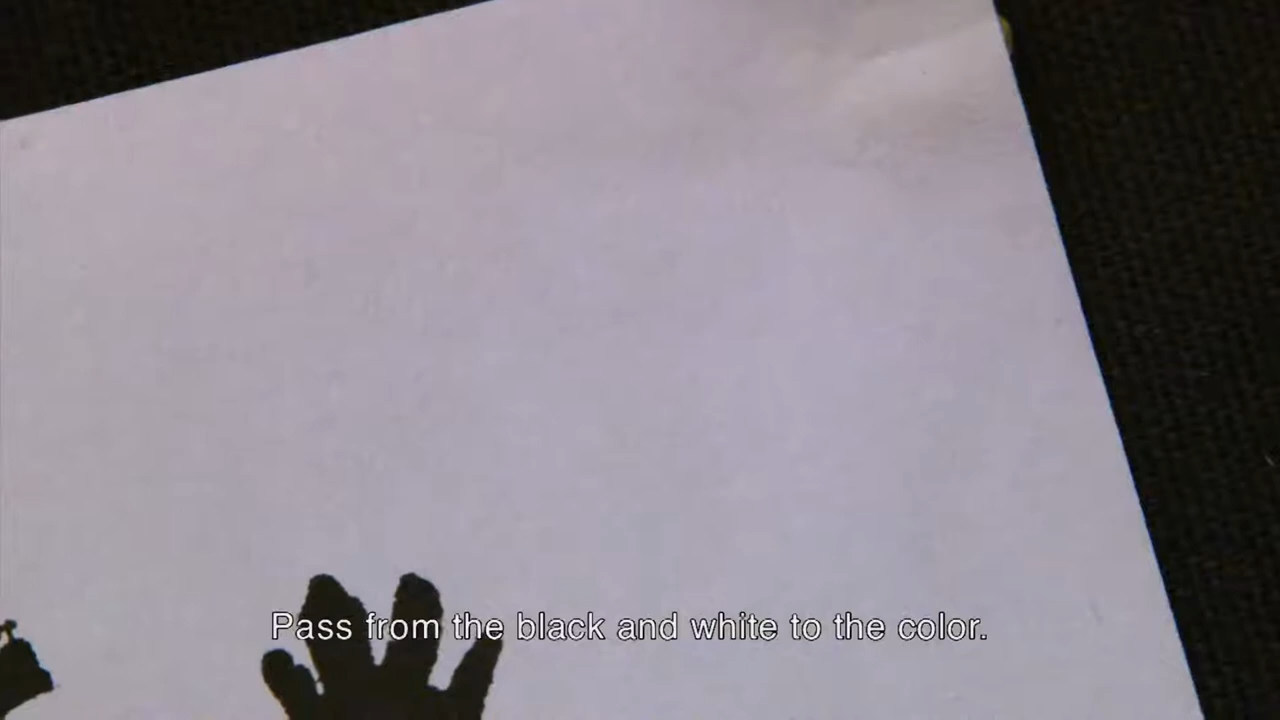 Pass from the black and white to the color.